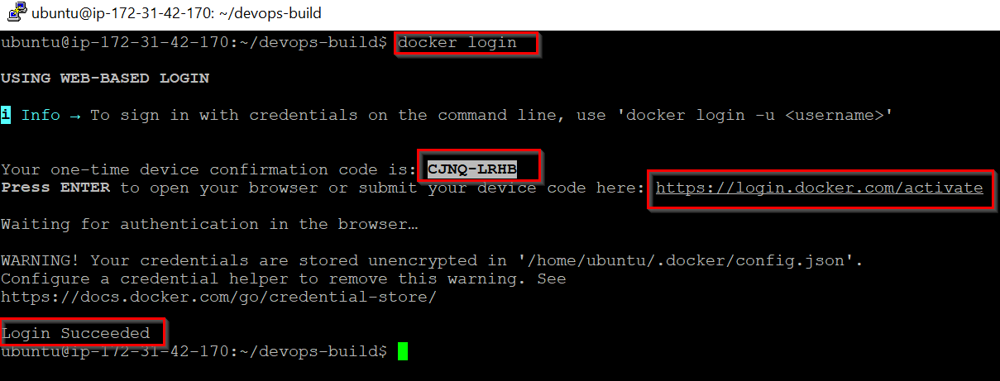 ubuntu@ip-172-31-42-170: ~/devops-build
ubuntu@ip-172-31-42-170:~/devops-build$ docker login
USING WEB-BASED LOGIN
i Info → To sign in with credentials on the command line, use 'docker login -u <username>'
Your one-time device confirmation code is: CJNQ-LRHB
Press ENTER to open your browser or submit your device code here: https://login.docker.com/activate
Waiting for authentication in the browser…
WARNING! Your credentials are stored unencrypted in '/home/ubuntu/.docker/config.json'.
Configure a credential helper to remove this warning. See
https://docs.docker.com/go/credential-store/
Login Succeeded
ubuntu@ip-172-31-42-170:~/devops-build$